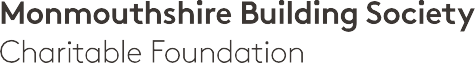 Monmouthshire Building Society
Charitable Foundation